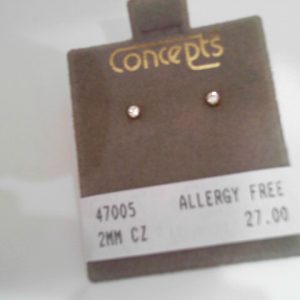 Concepts
47005 ALLERGY FREE
2MM CZ 27.00